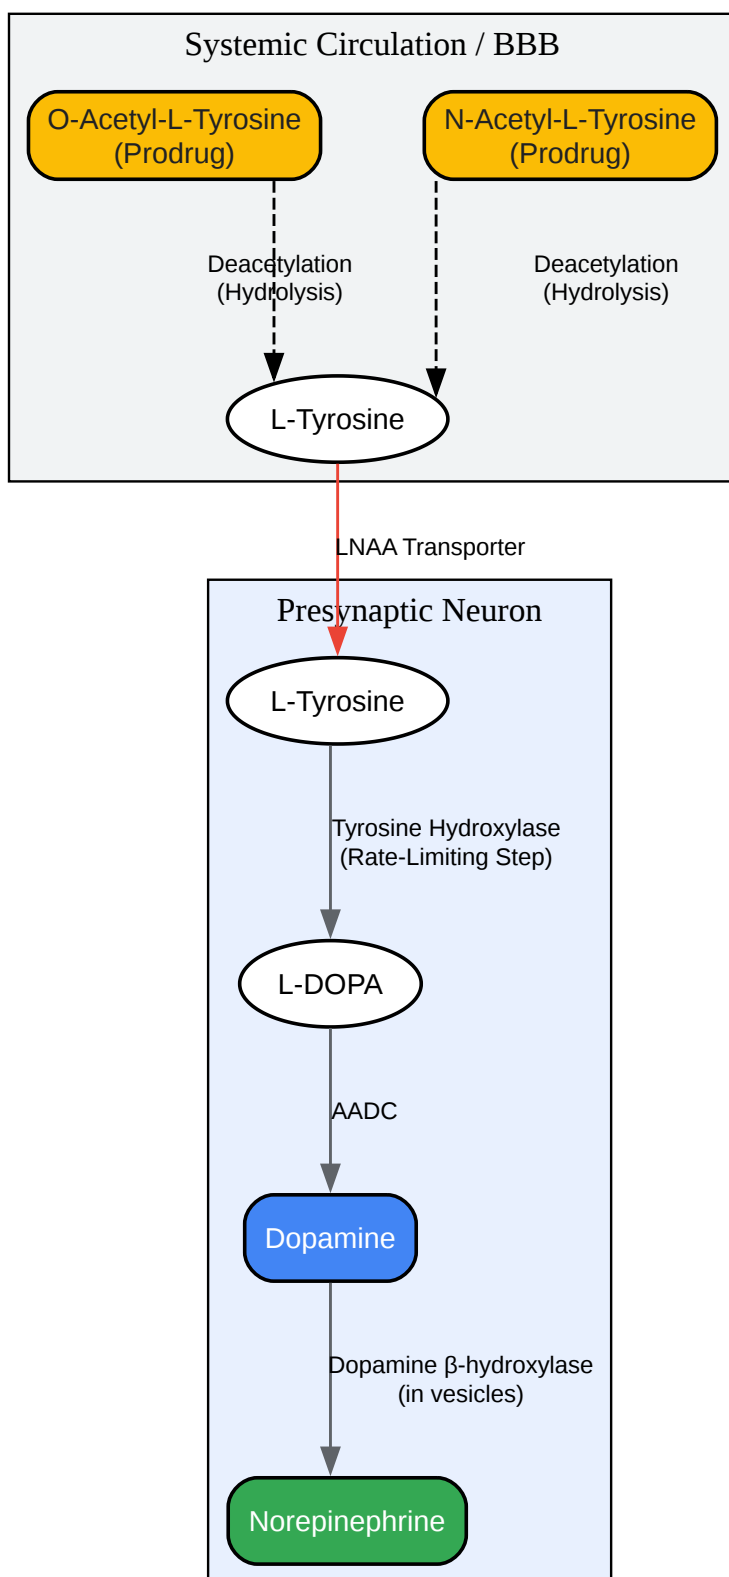 Systemic Circulation / BBB
O-Acetyl-L-Tyrosine
(Prodrug)
N-Acetyl-L-Tyrosine
(Prodrug)
Deacetylation
(Hydrolysis)
Deacetylation
(Hydrolysis)
L-Tyrosine
LNAA Transporter
Presynaptic Neuron
L-Tyrosine
Tyrosine Hydroxylase
(Rate-Limiting Step)
L-DOPA
AADC
Dopamine
Dopamine β-hydroxylase
(in vesicles)
Norepinephrine